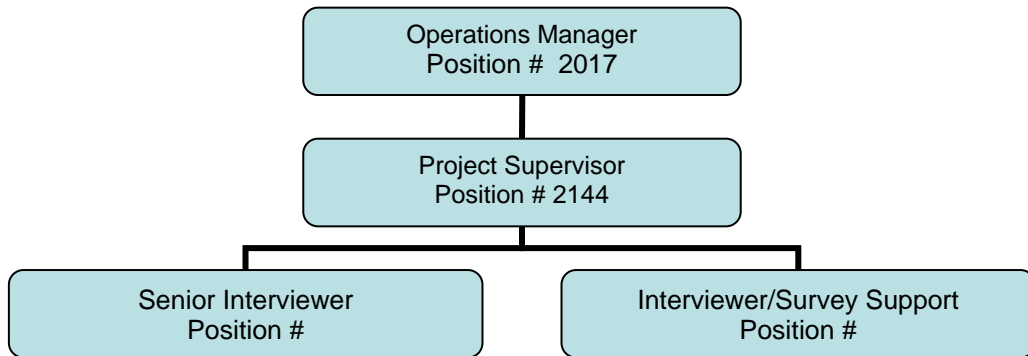 Operations Manager
Position #  2017
Project Supervisor
Position # 2144
Senior Interviewer
Position #
Interviewer/Survey Support
Position #